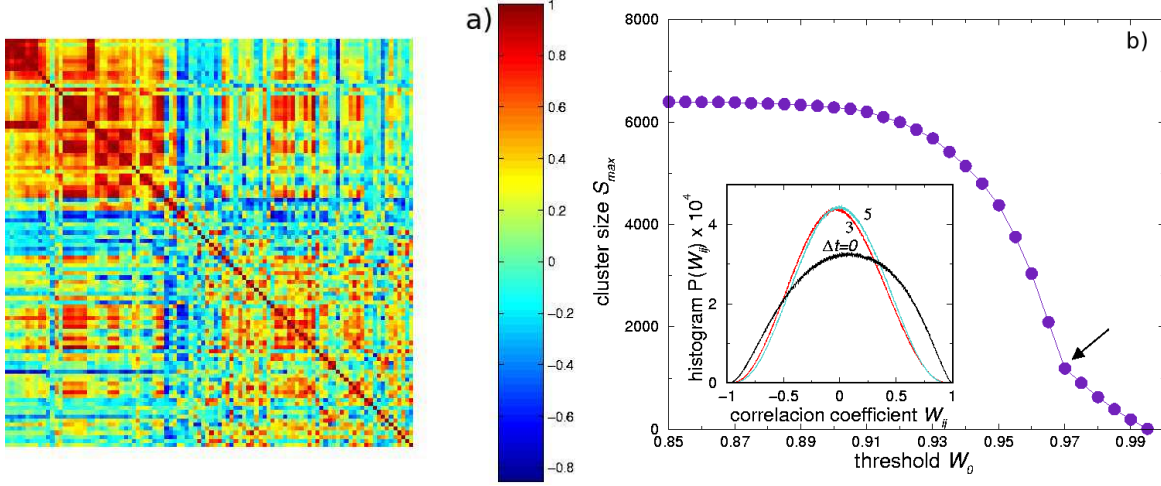 a)
1
0.8
0.6
0.4
0.2
0
−0.2
−0.4
−0.6
−0.8
b)
8000
6000
4000
2000
0
cluster size S_max
0.85 0.87 0.89 0.91 0.93 0.95 0.97 0.99
threshold W_0
histogram P(W_ij) x 10^4
4
2
0
5
3
Δt=0
−1 −0.5 0 0.5 1
correlacion coefficient W_ij